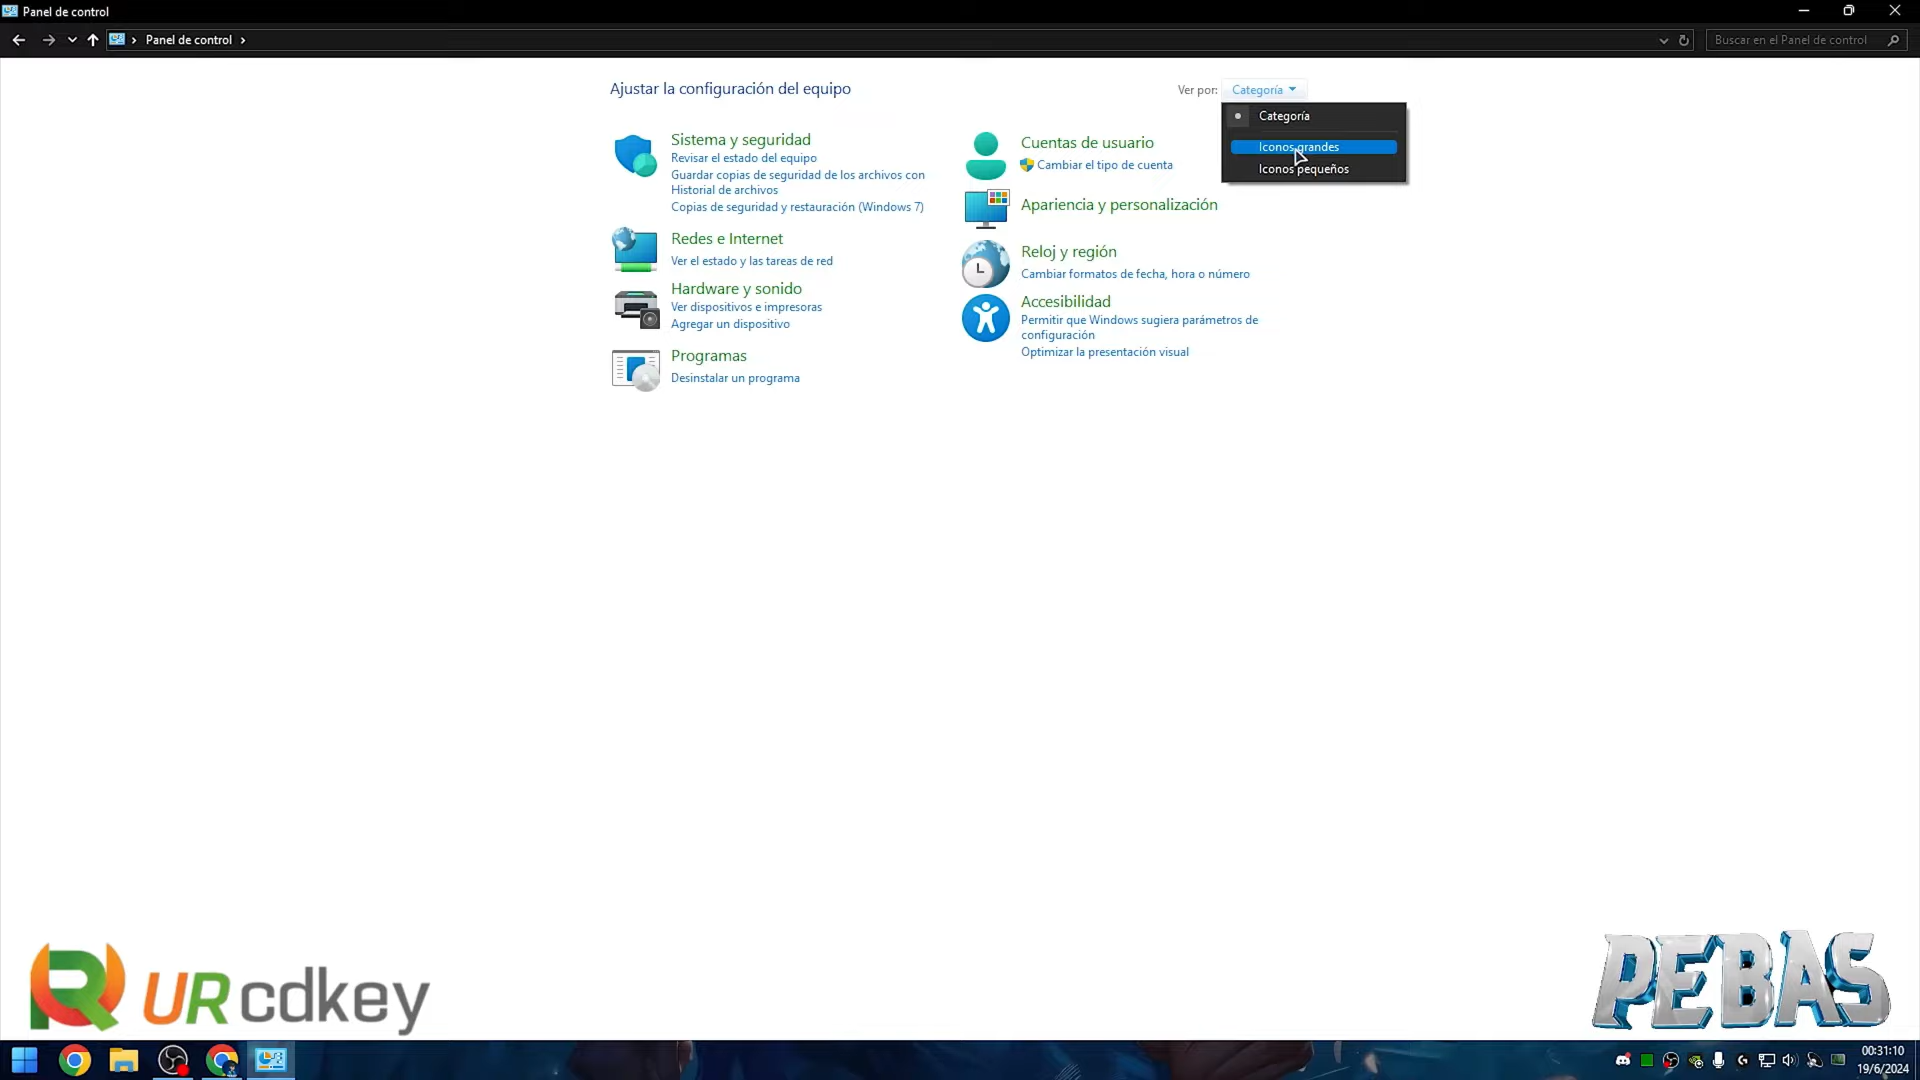 Panel de control
Panel de control
Buscar en el Panel de control
Ajustar la configuración del equipo
Ver por:
Categoría
Categoría
Iconos grandes
Iconos pequeños
Sistema y seguridad
Revisar el estado del equipo
Guardar copias de seguridad de los archivos con
Historial de archivos
Copias de seguridad y restauración (Windows 7)
Redes e Internet
Ver el estado y las tareas de red
Hardware y sonido
Ver dispositivos e impresoras
Agregar un dispositivo
Programas
Desinstalar un programa
Cuentas de usuario
Cambiar el tipo de cuenta
Apariencia y personalización
Reloj y región
Cambiar formatos de fecha, hora o número
Accesibilidad
Permitir que Windows sugiera parámetros de
configuración
Optimizar la presentación visual
URcdkey
PEBAS
00:31:10
19/6/2024